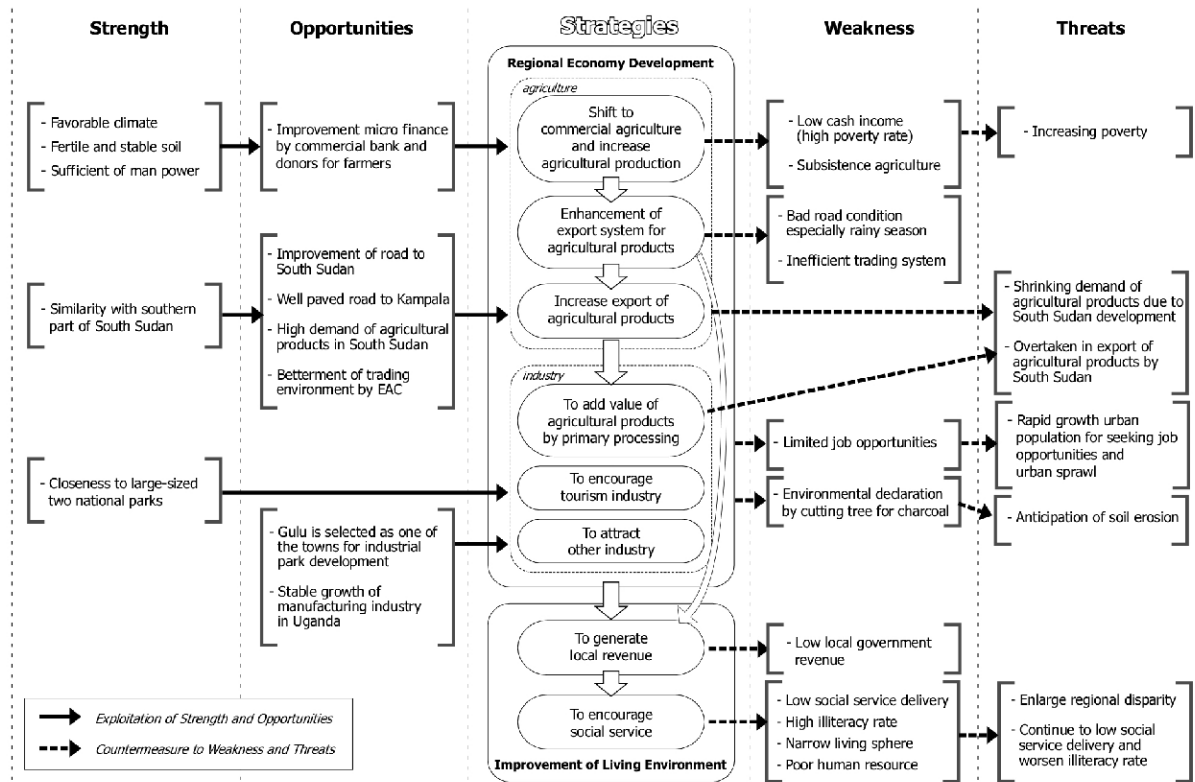 Strength
Opportunities
Strategies
Weakness
Threats
- Favorable climate
- Fertile and stable soil
- Sufficient of man power
- Improvement micro finance
by commercial bank and
donors for farmers
Regional Economy Development
agriculture
Shift to
commercial agriculture
and increase
agricultural production
- Low cash income
(high poverty rate)
- Subsistence agriculture
- Increasing poverty
Enhancement of
export system for
agricultural products
- Bad road condition
especially rainy season
- Inefficient trading system
- Similarity with southern
part of South Sudan
- Improvement of road to
South Sudan
- Well paved road to Kampala
- High demand of agricultural
products in South Sudan
- Betterment of trading
environment by EAC
Increase export of
agricultural products
- Shrinking demand of
agricultural products due to
South Sudan development
- Overtaken in export of
agricultural products by
South Sudan
industry
To add value of
agricultural products
by primary processing
- Limited job opportunities
- Rapid growth urban
population for seeking job
opportunities and
urban sprawl
- Closeness to large-sized
two national parks
To encourage
tourism industry
- Environmental declaration
by cutting tree for charcoal
- Anticipation of soil erosion
- Gulu is selected as one of
the towns for industrial
park development
- Stable growth of
manufacturing industry
in Uganda
To attract
other industry
To generate
local revenue
- Low local government
revenue
To encourage
social service
- Low social service delivery
- High illiteracy rate
- Narrow living sphere
- Poor human resource
- Enlarge regional disparity
- Continue to low social
service delivery and
worsen illiteracy rate
Improvement of Living Environment
Exploitation of Strength and Opportunities
Countermeasure to Weakness and Threats